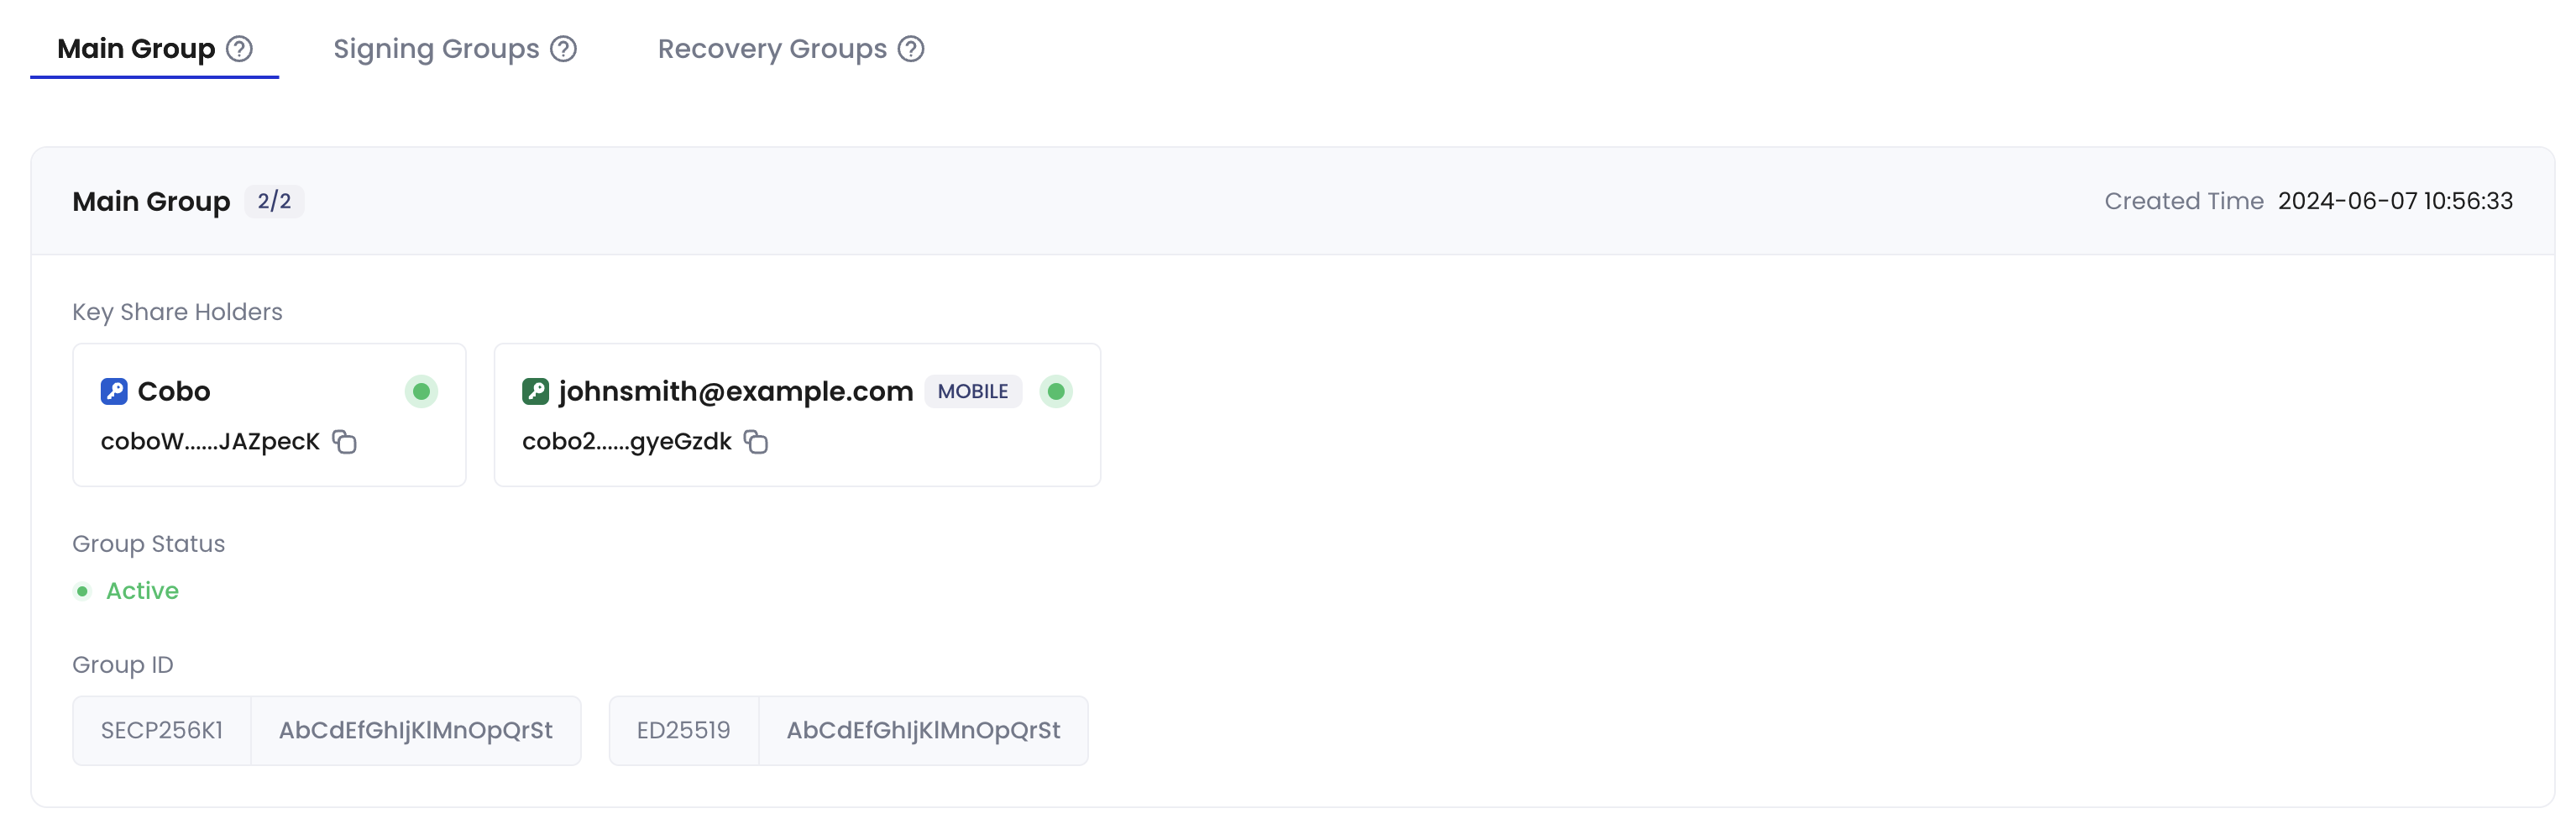 Main Group Signing Groups Recovery Groups
Main Group 2/2 Created Time 2024-06-07 10:56:33
Key Share Holders
Cobo johnsmith@example.com MOBILE
coboW......JAZpecK cobo2......gyeGzdk
Group Status
Active
Group ID
SECP256K1 AbCdEfGhIjKlMnOpQrSt ED25519 AbCdEfGhIjKlMnOpQrSt